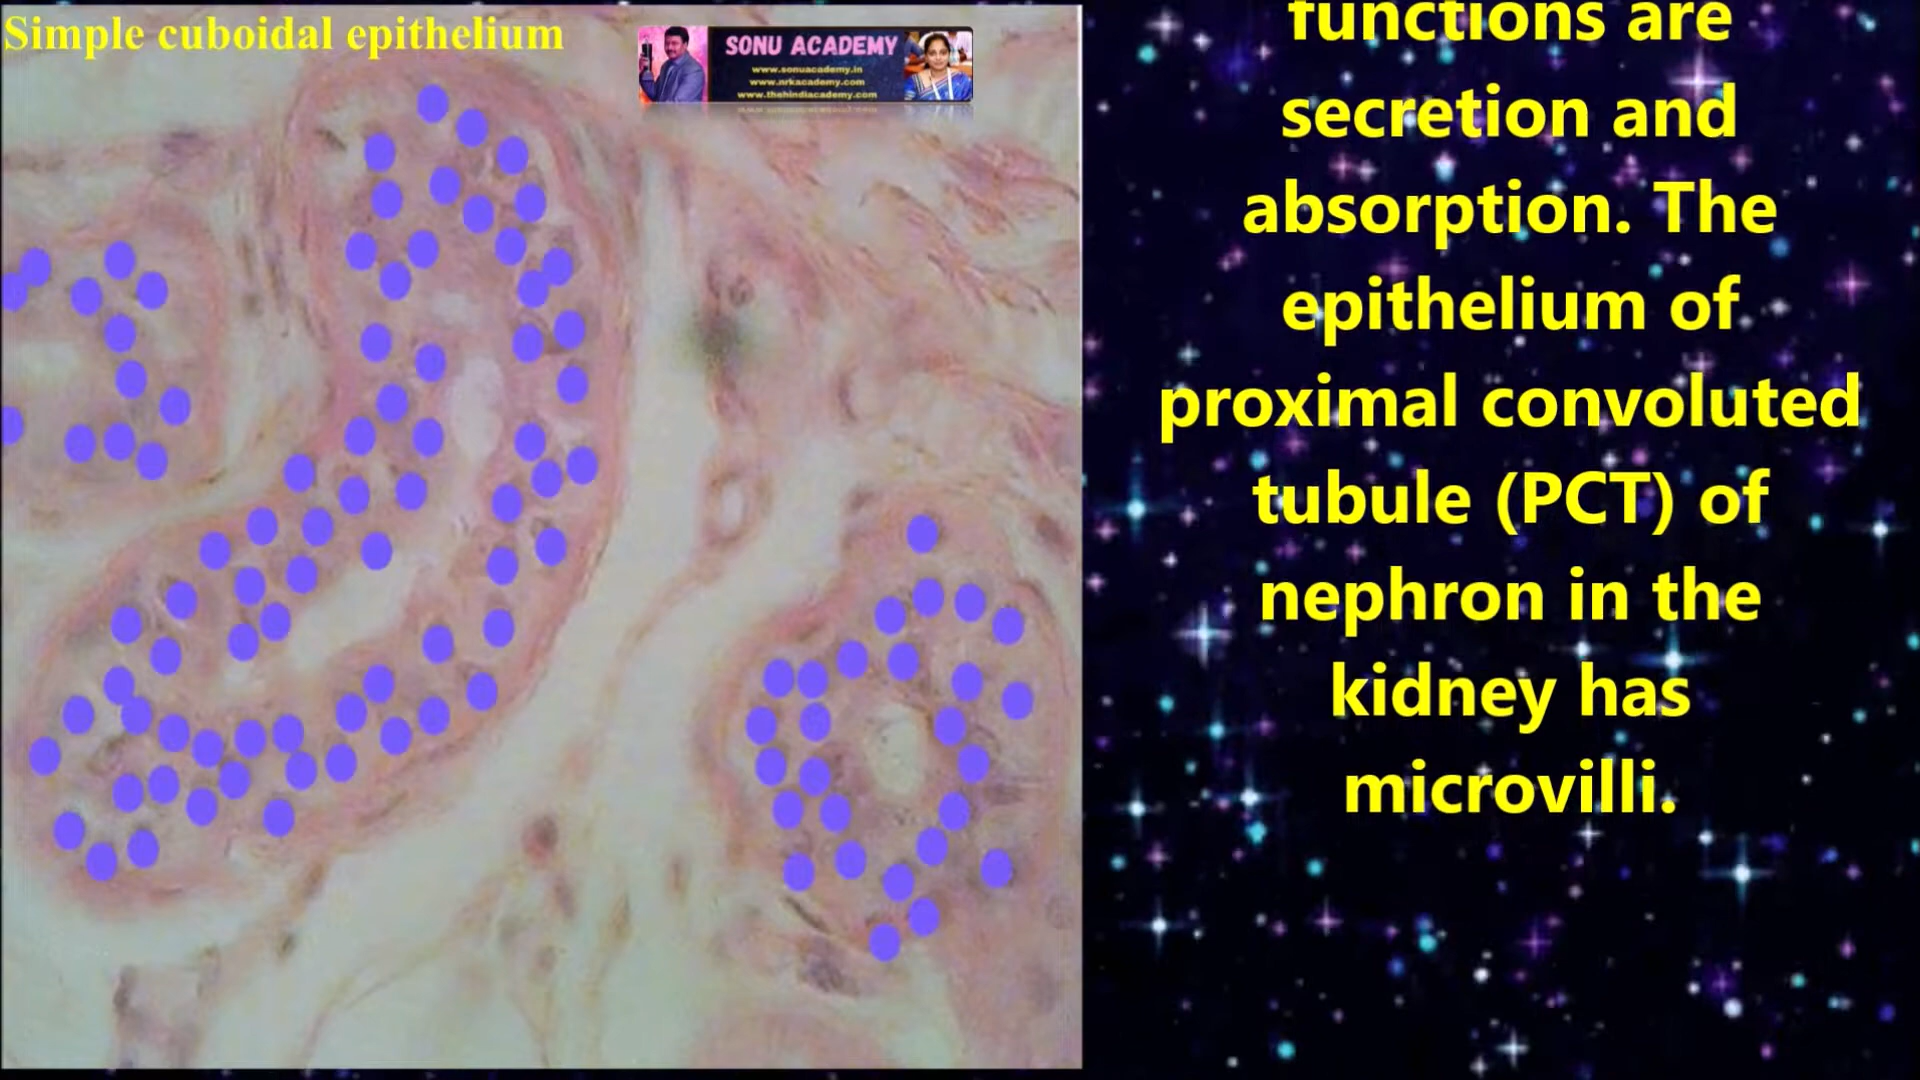 Simple cuboidal epithelium
SONU ACADEMY
www.sonuacademy.in
www.nrkacademy.com
www.thehindiacademy.com
functions are
secretion and
absorption. The
epithelium of
proximal convoluted
tubule (PCT) of
nephron in the
kidney has
microvilli.